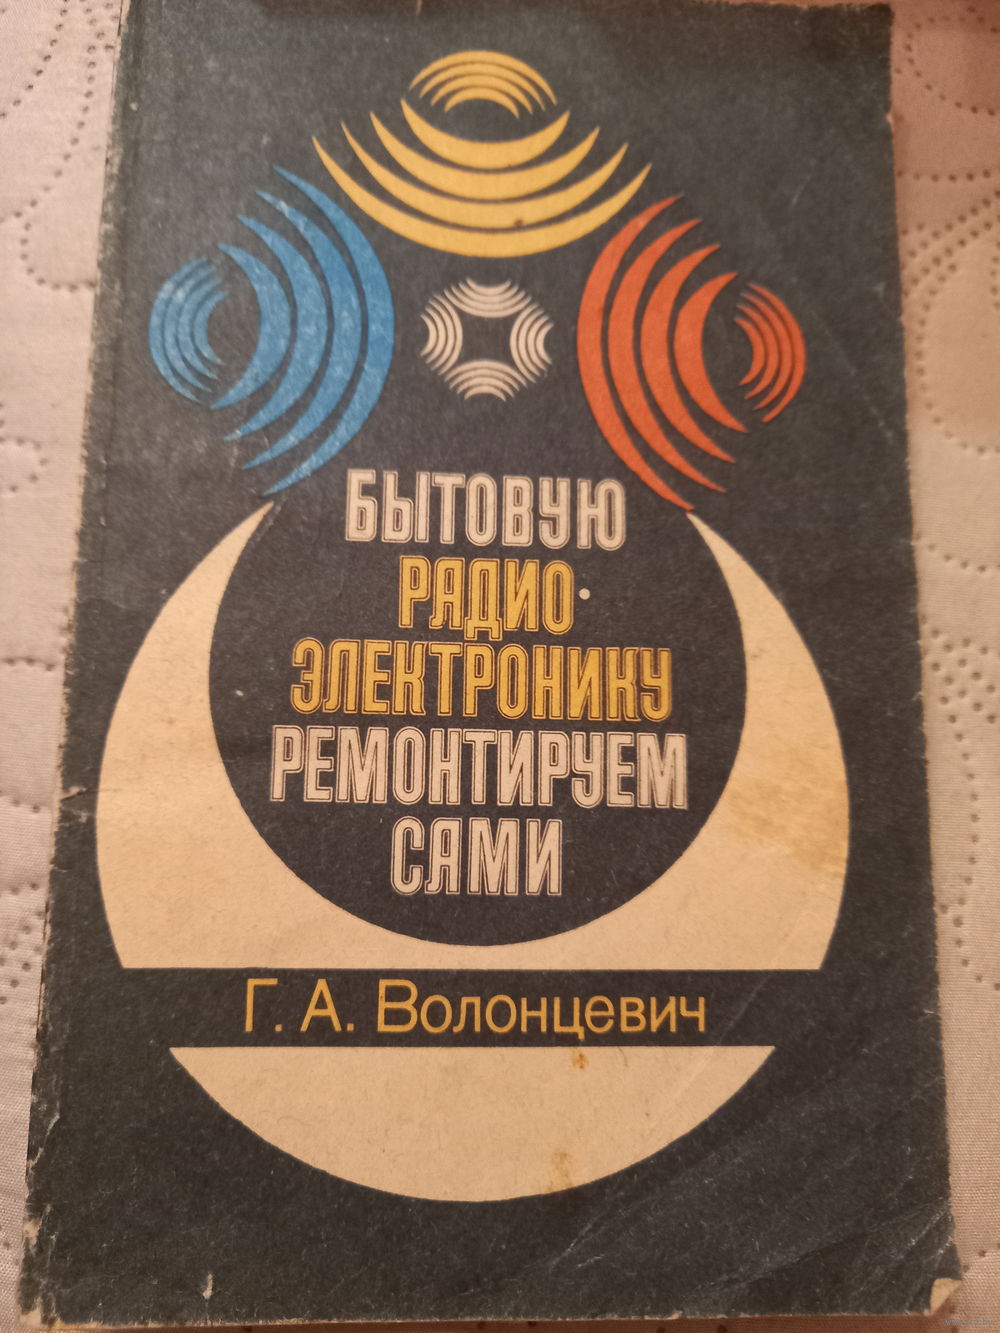 БЫТОВУЮ
РАДИО·
ЭЛЕКТРОНИКУ
РЕМОНТИРУЕМ
САМИ
Г. А. Волонцевич